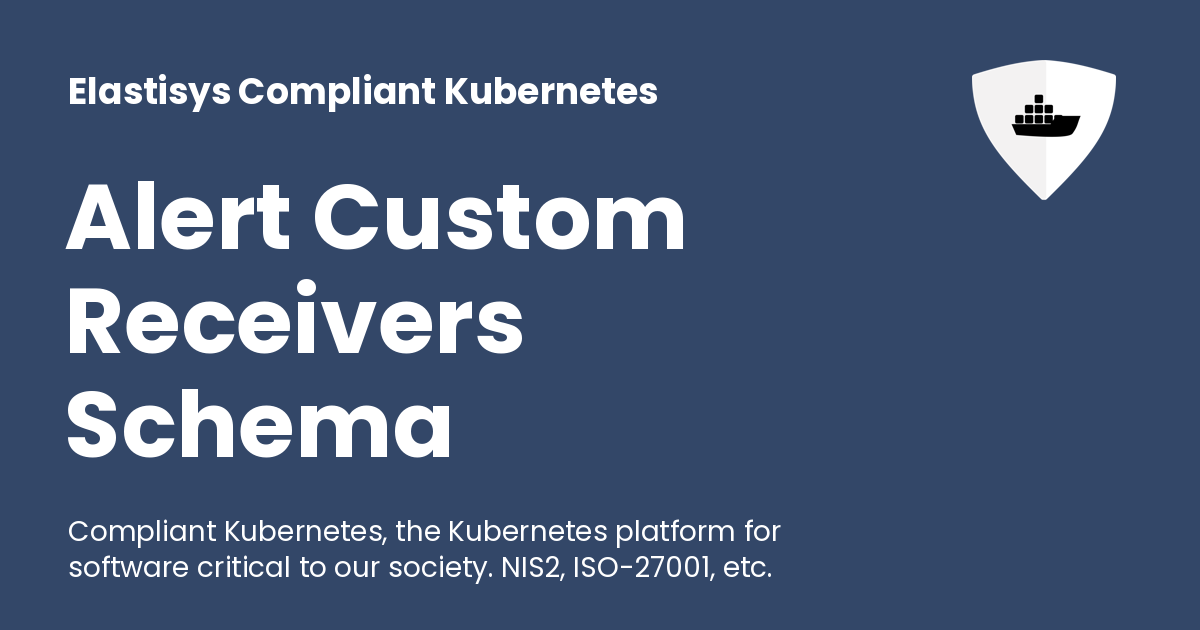 Elastisys Compliant Kubernetes
Alert Custom
Receivers
Schema
Compliant Kubernetes, the Kubernetes platform for
software critical to our society. NIS2, ISO-27001, etc.